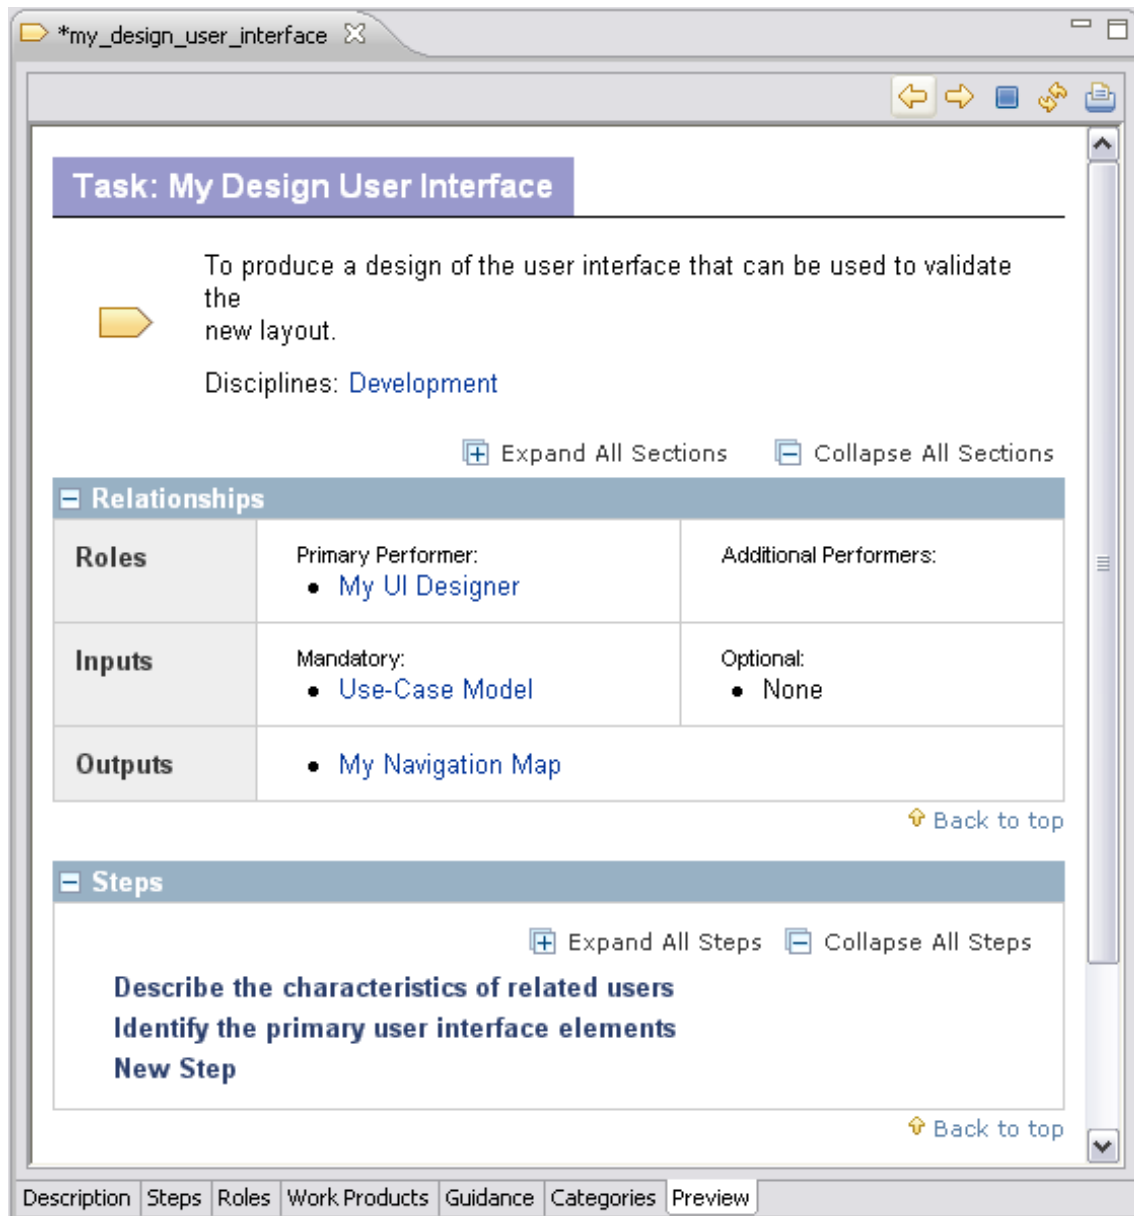 *my_design_user_interface
Task: My Design User Interface
To produce a design of the user interface that can be used to validate
the
new layout.
Disciplines: Development
Expand All Sections Collapse All Sections
Relationships
Roles Primary Performer: Additional Performers:
• My UI Designer
Inputs Mandatory: Optional:
• Use-Case Model • None
Outputs • My Navigation Map
Back to top
Steps
Expand All Steps Collapse All Steps
Describe the characteristics of related users
Identify the primary user interface elements
New Step
Back to top
Description Steps Roles Work Products Guidance Categories Preview